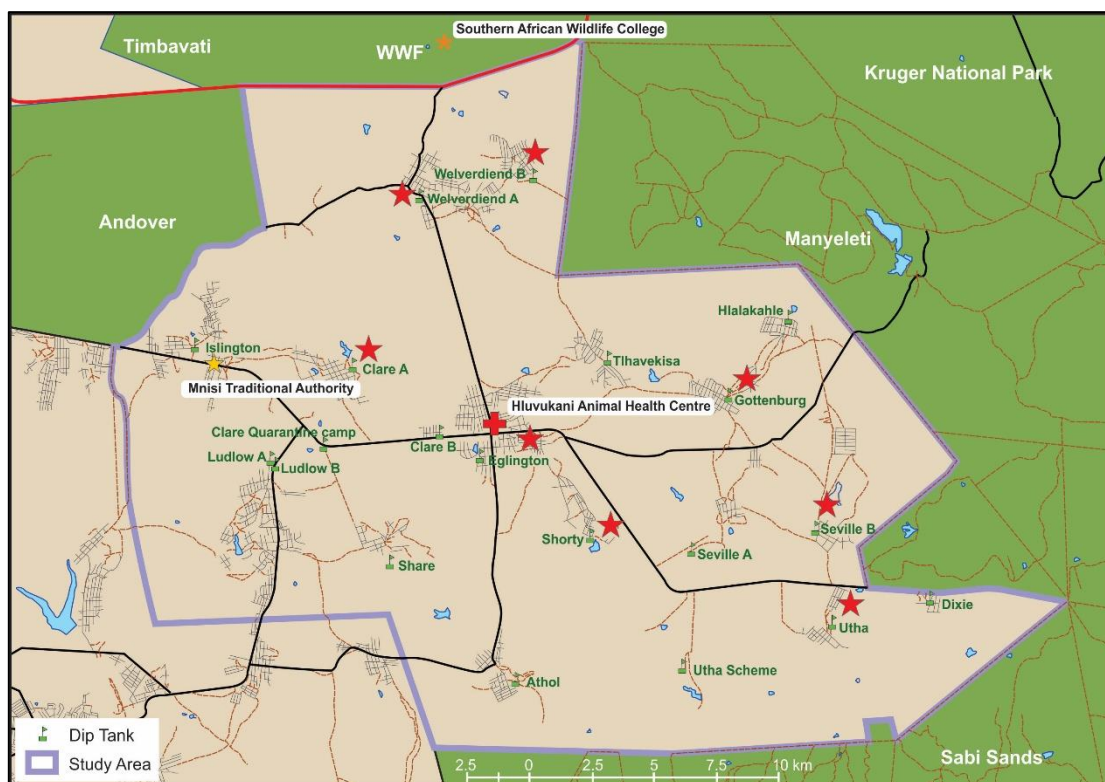 Southern African Wildlife College
Timbavati
WWF
Kruger National Park
Welverdiend B
Welverdiend A
Andover
Manyeleti
Hlalakahle
Islington
Tlhavekisa
Clare A
Mnisi Traditional Authority
Gottenburg
Hluvukani Animal Health Centre
Clare Quarantine camp
Clare B
Ludlow A
Ludlow B
Eglington
Seville B
Shorty
Seville A
Share
Dixie
Utha
Utha Scheme
Athol
Dip Tank
Study Area
Sabi Sands
2.5 0 2.5 5 7.5 10 km